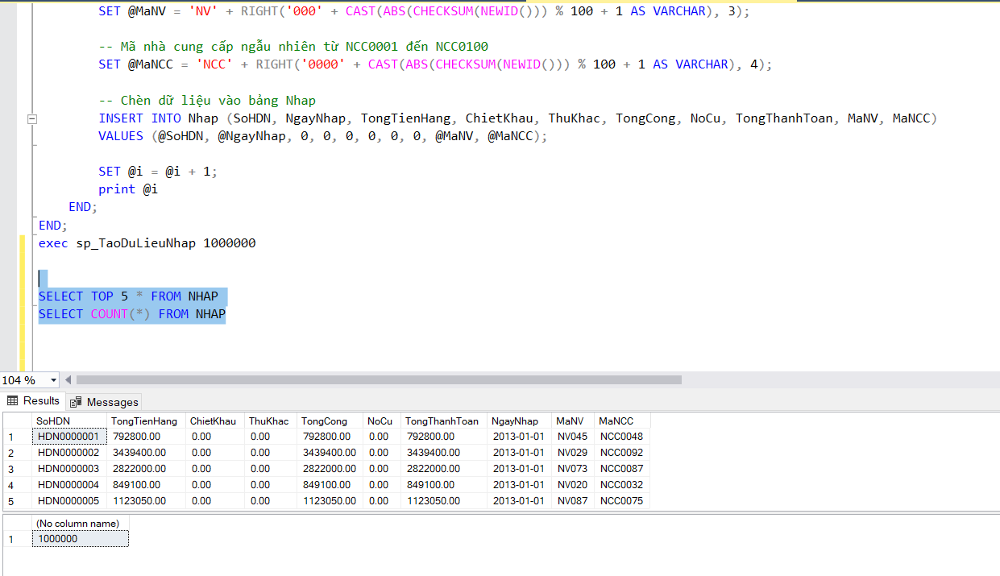 SET @MaNV = 'NV' + RIGHT('000' + CAST(ABS(CHECKSUM(NEWID())) % 100 + 1 AS VARCHAR), 3);
-- Mã nhà cung cấp ngẫu nhiên từ NCC0001 đến NCC0100
SET @MaNCC = 'NCC' + RIGHT('0000' + CAST(ABS(CHECKSUM(NEWID())) % 100 + 1 AS VARCHAR), 4);
-- Chèn dữ liệu vào bảng Nhap
INSERT INTO Nhap (SoHDN, NgayNhap, TongTienHang, ChietKhau, ThuKhac, TongCong, NoCu, TongThanhToan, MaNV, MaNCC)
VALUES (@SoHDN, @NgayNhap, 0, 0, 0, 0, 0, 0, @MaNV, @MaNCC);
SET @i = @i + 1;
print @i
END;
END;
exec sp_TaoDuLieuNhap 1000000
SELECT TOP 5 * FROM NHAP
SELECT COUNT(*) FROM NHAP
104 %
Results Messages
SoHDN TongTienHang ChietKhau ThuKhac TongCong NoCu TongThanhToan NgayNhap MaNV MaNCC
1 HDN0000001 792800.00 0.00 0.00 792800.00 0.00 792800.00 2013-01-01 NV045 NCC0048
2 HDN0000002 3439400.00 0.00 0.00 3439400.00 0.00 3439400.00 2013-01-01 NV029 NCC0092
3 HDN0000003 2822000.00 0.00 0.00 2822000.00 0.00 2822000.00 2013-01-01 NV073 NCC0087
4 HDN0000004 849100.00 0.00 0.00 849100.00 0.00 849100.00 2013-01-01 NV020 NCC0032
5 HDN0000005 1123050.00 0.00 0.00 1123050.00 0.00 1123050.00 2013-01-01 NV087 NCC0075
(No column name)
1 1000000